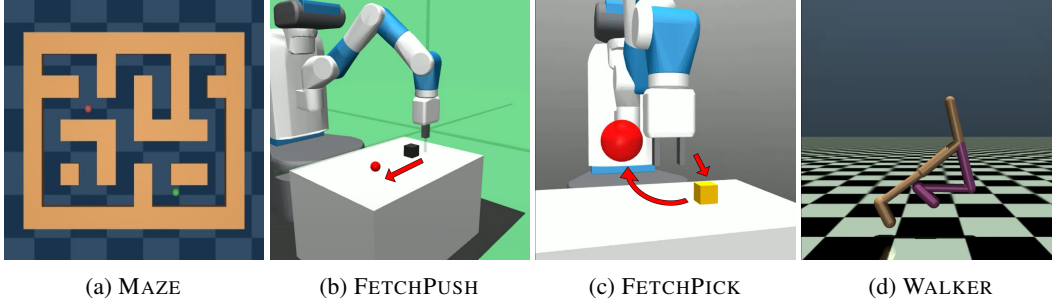 (a) MAZE
(b) FETCHPUSH
(c) FETCHPICK
(d) WALKER